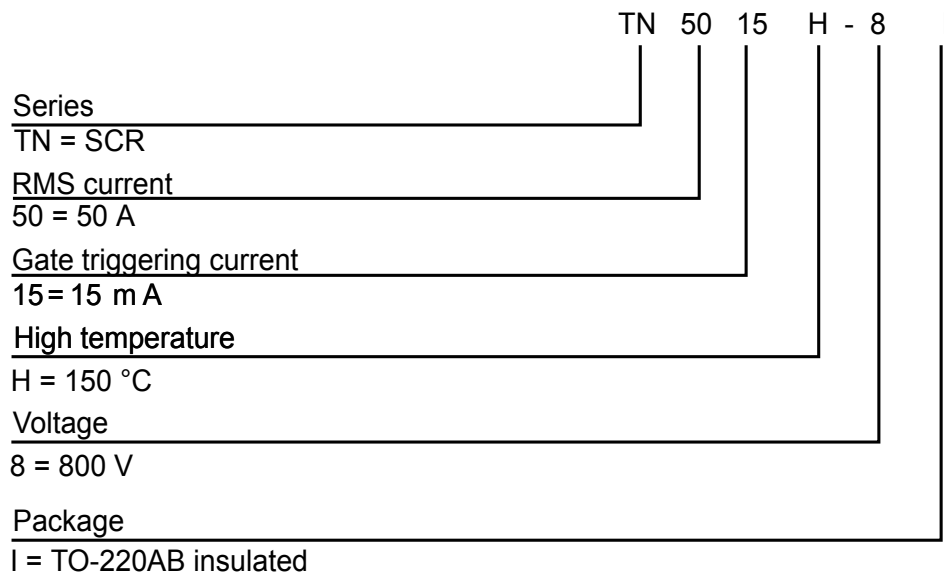 TN 50 15 H - 8
Series
TN = SCR
RMS current
50 = 50 A
Gate triggering current
15 = 15 m A
High temperature
H = 150 °C
Voltage
8 = 800 V
Package
I = TO-220AB insulated